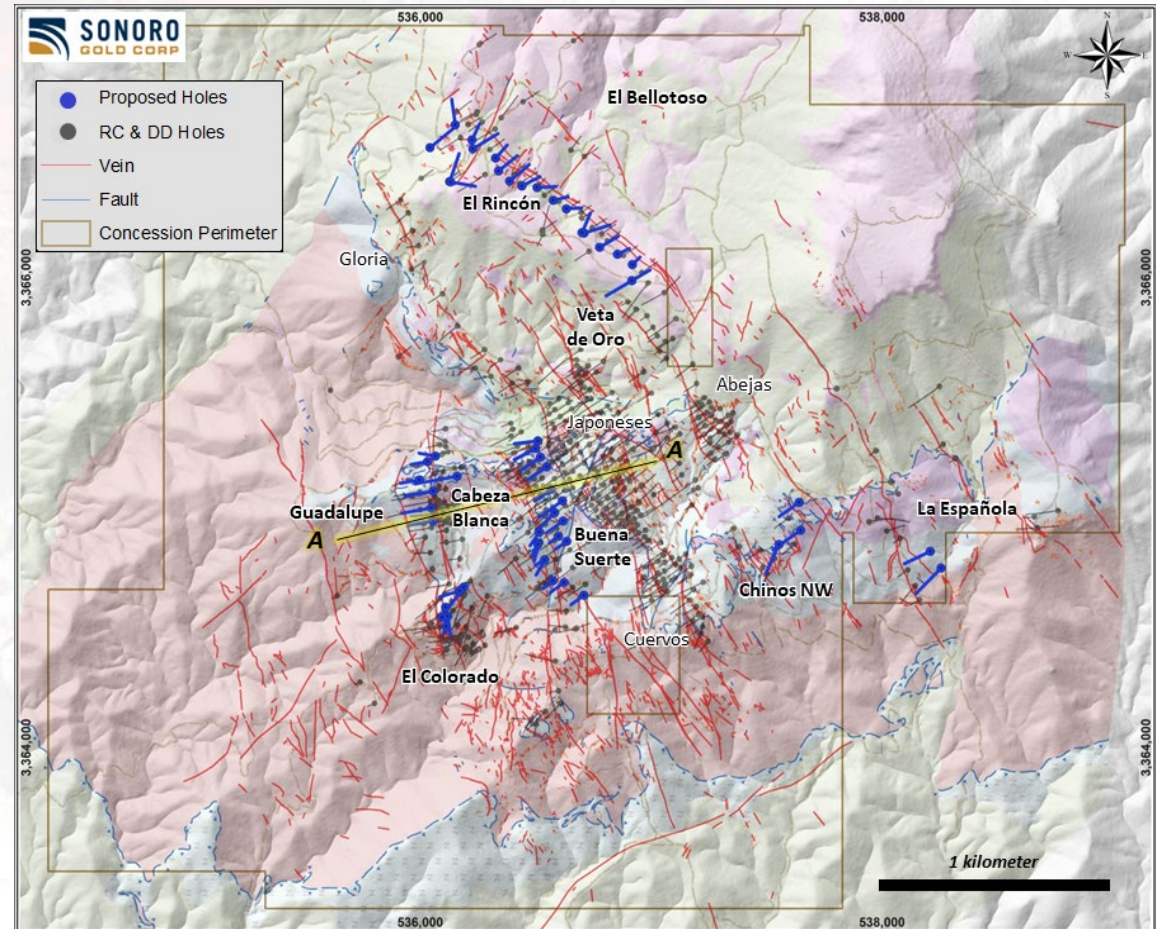 536,000
538,000
SONORO
GOLD CORP
N
W
E
S
Proposed Holes
RC & DD Holes
Vein
Fault
Concession Perimeter
El Bellotoso
El Rincón
Gloria
3,366,000
3,366,000
Veta
de Oro
Abejas
Japoneses
A
Cabeza
Blanca
Guadalupe
A
La Española
Buena
Suerte
Chinos NW
Cuervos
El Colorado
3,364,000
3,364,000
1 kilometer
536,000
538,000